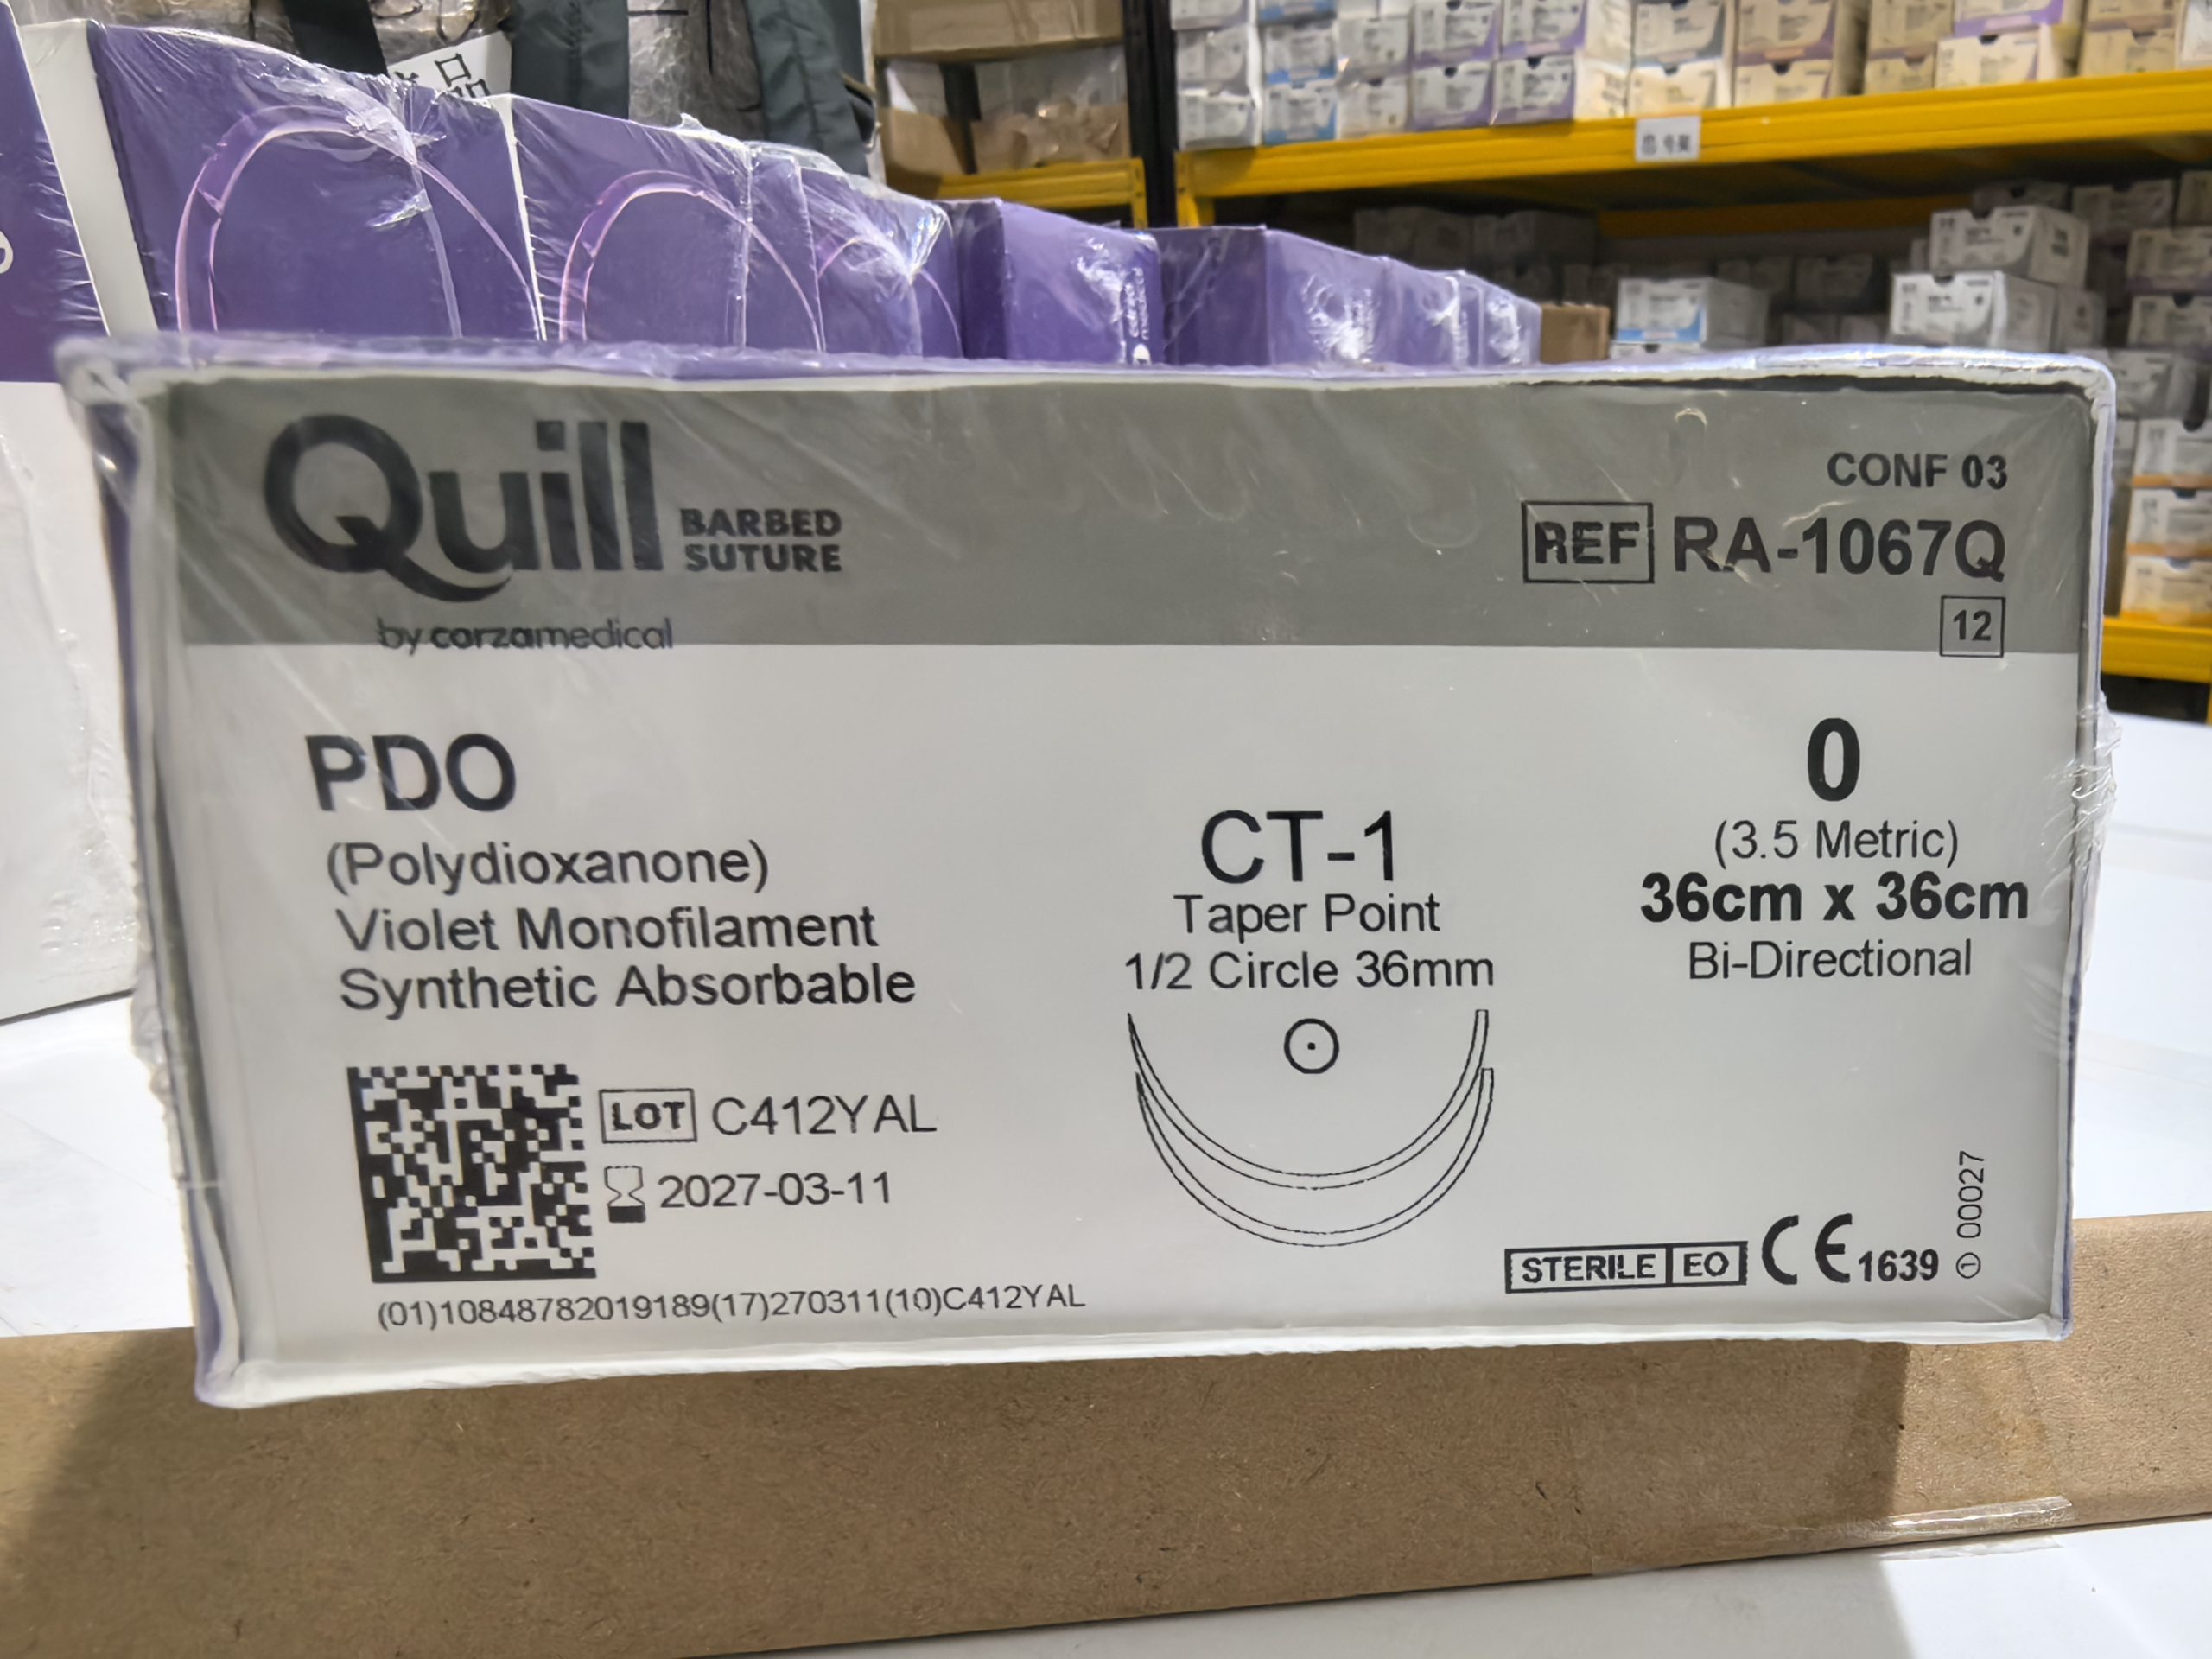 品
Quill
BARBED
SUTURE
by corzamedical
CONF 03
REF RA-1067Q
12
PDO
(Polydioxanone)
Violet Monofilament
Synthetic Absorbable
CT-1
Taper Point
1/2 Circle 36mm
0
(3.5 Metric)
36cm x 36cm
Bi-Directional
LOT C412YAL
2027-03-11
(01)10848782019189(17)270311(10)C412YAL
STERILE EO CE 1639
00027